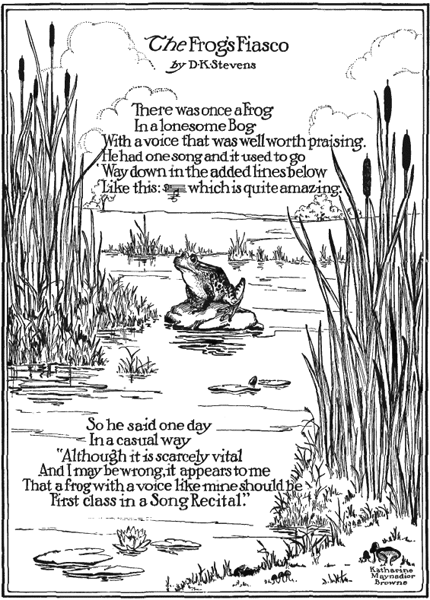 The Frog's Fiasco
by D.K. Stevens
There was once a Frog
In a lonesome Bog
With a voice that was well worth praising.
He had one song and it used to go
'Way down in the added lines below
Like this: which is quite amazing.
So he said one day
In a casual way
"Although it is scarcely vital
And I may be wrong, it appears to me
That a frog with a voice like mine should be
First class in a Song Recital."
Katharine
Maynadier
Browne